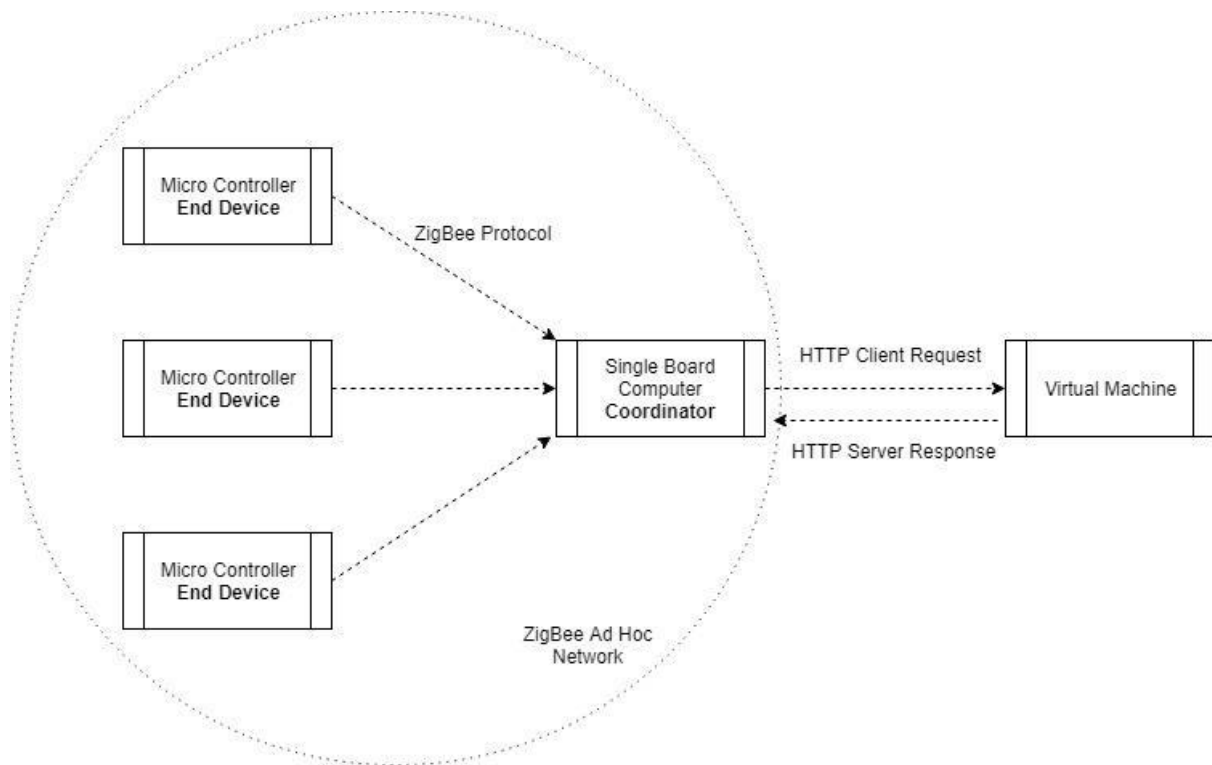 Micro Controller
End Device
ZigBee Protocol
Micro Controller
End Device
Single Board
Computer
Coordinator
HTTP Client Request
HTTP Server Response
Virtual Machine
Micro Controller
End Device
ZigBee Ad Hoc
Network